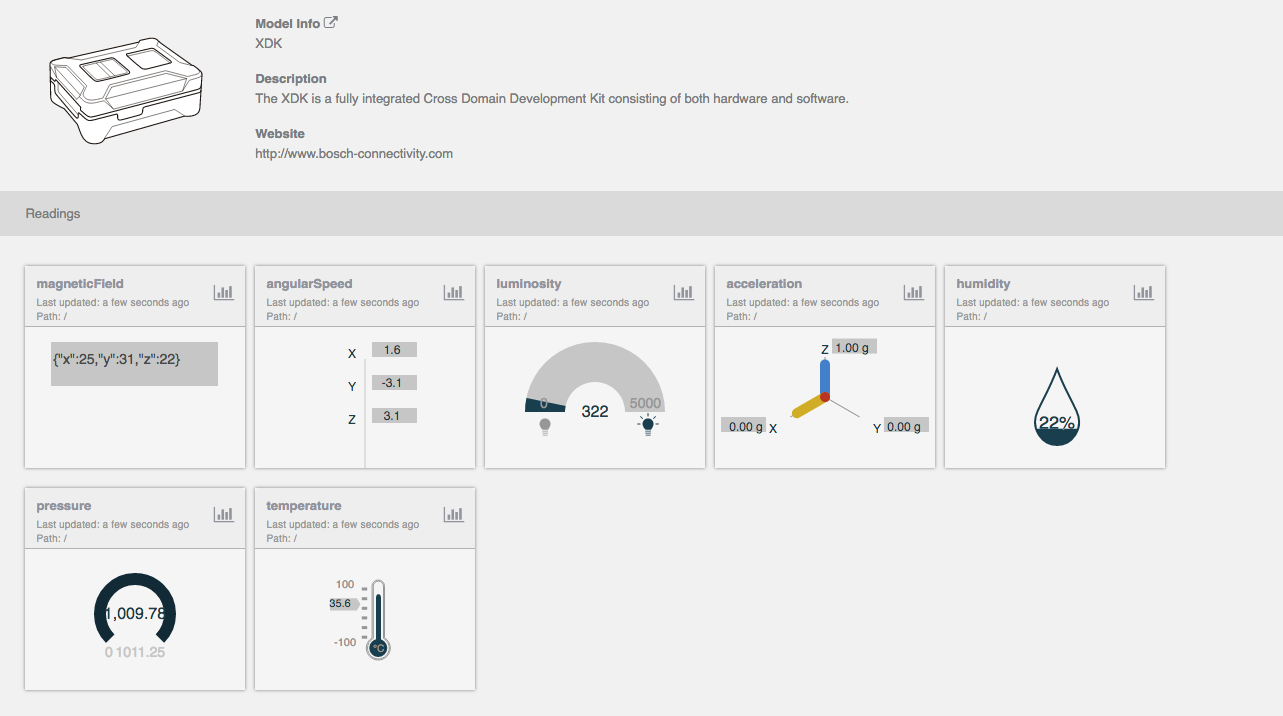 Model Info
XDK
Description
The XDK is a fully integrated Cross Domain Development Kit consisting of both hardware and software.
Website
http://www.bosch-connectivity.com
Readings
magneticField
Last updated: a few seconds ago
Path: /
{"x":25,"y":31,"z":22}
angularSpeed
Last updated: a few seconds ago
Path: /
X 1.6
Y -3.1
Z 3.1
luminosity
Last updated: a few seconds ago
Path: /
0 322 5000
acceleration
Last updated: a few seconds ago
Path: /
Z 1.00 g
0.00 g X Y 0.00 g
humidity
Last updated: a few seconds ago
Path: /
22%
pressure
Last updated: a few seconds ago
Path: /
1,009.78
0 1011.25
temperature
Last updated: a few seconds ago
Path: /
100
35.6
-100
°C